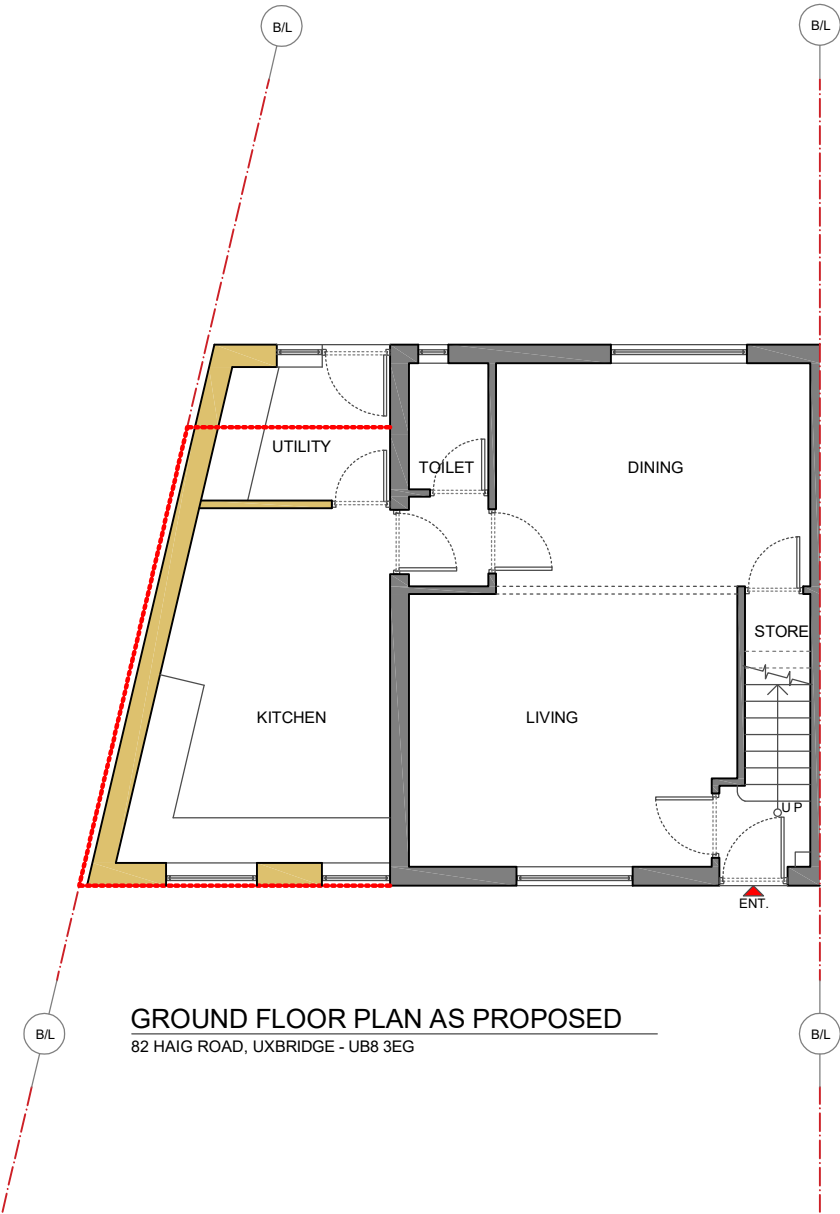 B/L
B/L
UTILITY
TOILET
DINING
STORE
KITCHEN
LIVING
UP
ENT.
GROUND FLOOR PLAN AS PROPOSED
82 HAIG ROAD, UXBRIDGE - UB8 3EG
B/L
B/L